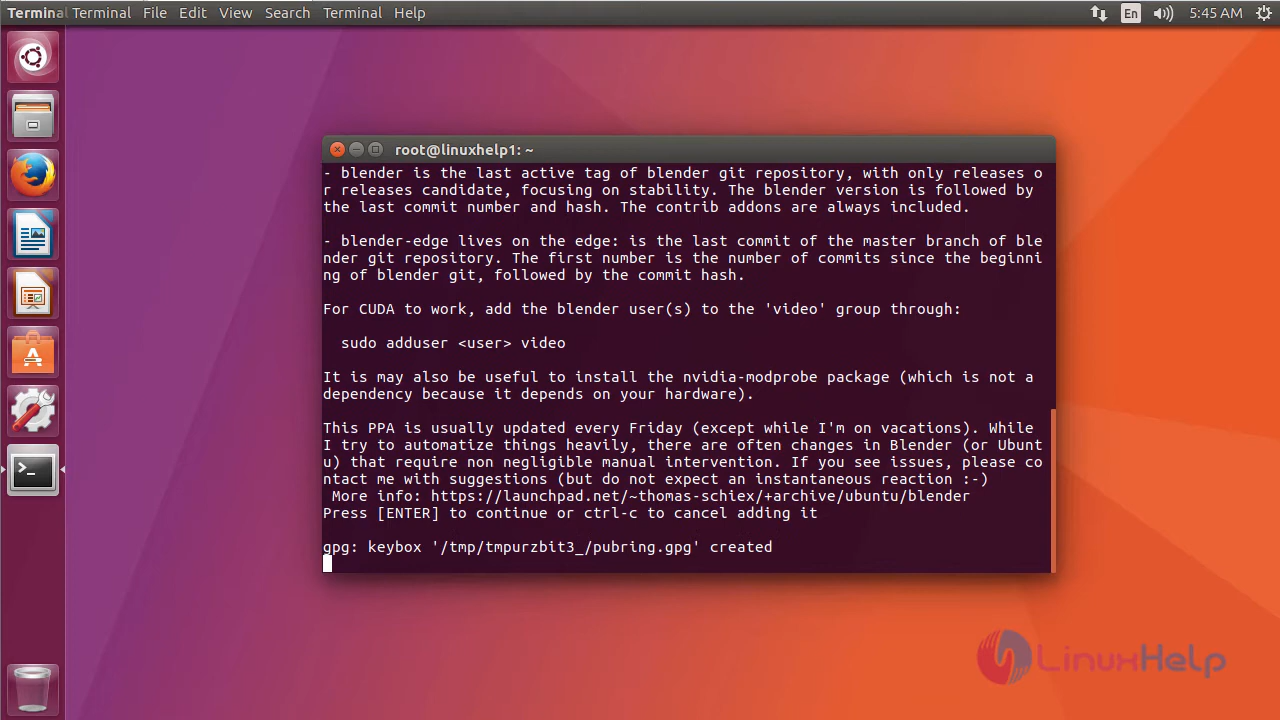 Terminal Terminal File Edit View Search Terminal Help En 5:45 AM
root@linuxhelp1: ~
- blender is the last active tag of blender git repository, with only releases o
r releases candidate, focusing on stability. The blender version is followed by
the last commit number and hash. The contrib addons are always included.
- blender-edge lives on the edge: is the last commit of the master branch of ble
nder git repository. The first number is the number of commits since the beginni
ng of blender git, followed by the commit hash.
For CUDA to work, add the blender user(s) to the 'video' group through:
sudo adduser <user> video
It is may also be useful to install the nvidia-modprobe package (which is not a
dependency because it depends on your hardware).
This PPA is usually updated every Friday (except while I'm on vacations). While
I try to automatize things heavily, there are often changes in Blender (or Ubunt
u) that require non negligible manual intervention. If you see issues, please co
ntact me with suggestions (but do not expect an instantaneous reaction :-)
More info: https://launchpad.net/~thomas-schiex/+archive/ubuntu/blender
Press [ENTER] to continue or ctrl-c to cancel adding it
gpg: keybox '/tmp/tmpurzbit3_/pubring.gpg' created
LinuxHelp